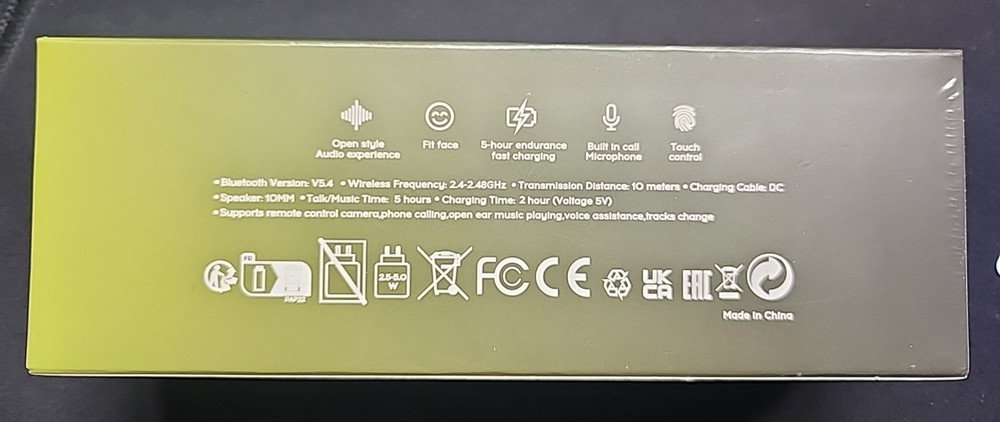 Open style
Audio experience
Fit face
5-hour endurance
fast charging
Built in call
Microphone
Touch
control
•Bluetooth Version: V5.4 •Wireless Frequency: 2.4-2.48GHz •Transmission Distance: 10 meters •Charging Cable: DC
•Speaker: 10MM •Talk/Music Time: 5 hours •Charging Time: 2 hour (Voltage 5V)
•Supports remote control camera,phone calling,open ear music playing,voice assistance,tracks change
FR
PAP22
2.5-5.0
W
FC CE
UK
CA
EAC
Made in China